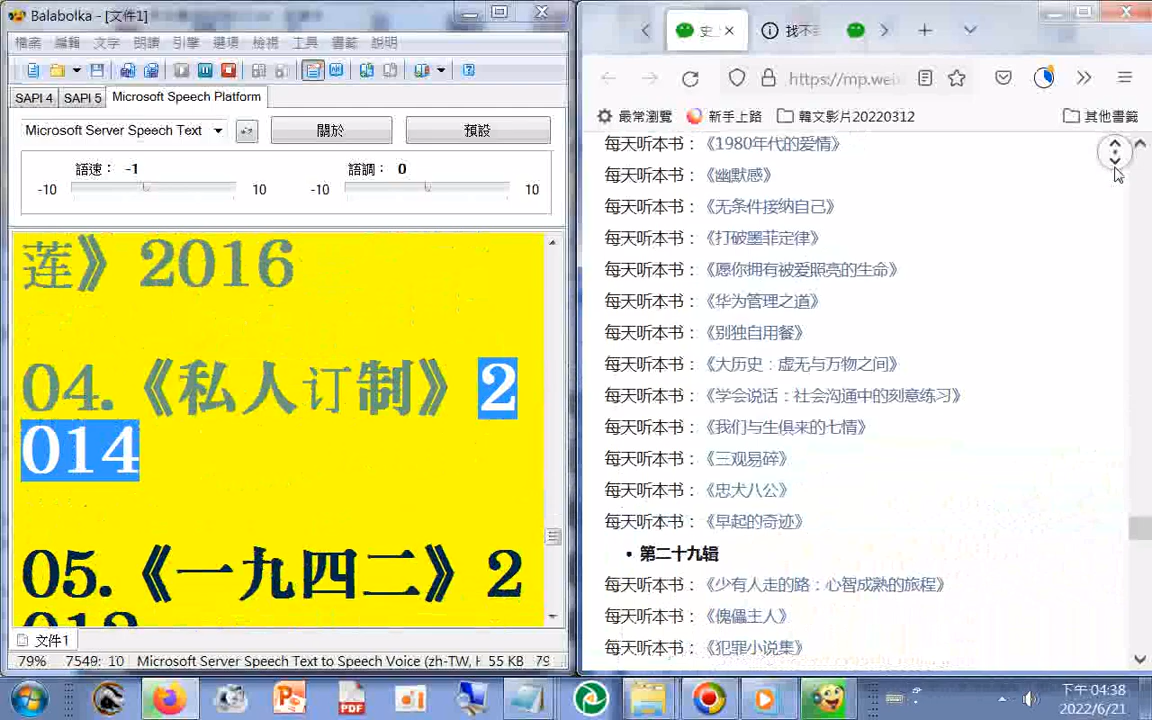 Balabolka - [文件1]
檔案 編輯 文字 朗讀 引擎 選項 檢視 工具 書籤 說明
SAPI 4 SAPI 5 Microsoft Speech Platform
Microsoft Server Speech Text
關於
預設
語速： -1
語調： 0
-10 10 -10 10
莲》2016
04.《私人订制》2
014
05.《一九四二》2
文件1
79% 7549: 10 Microsoft Server Speech Text to Speech Voice (zh-TW, H 55 KB 79
找不
https://mp.wei
最常瀏覽 新手上路 韓文影片20220312 其他書籤
每天听本书：《1980年代的爱情》
每天听本书：《幽默感》
每天听本书：《无条件接纳自己》
每天听本书：《打破墨菲定律》
每天听本书：《愿你拥有被爱照亮的生命》
每天听本书：《华为管理之道》
每天听本书：《别独自用餐》
每天听本书：《大历史：虚无与万物之间》
每天听本书：《学会说话：社会沟通中的刻意练习》
每天听本书：《我们与生俱来的七情》
每天听本书：《三观易碎》
每天听本书：《忠犬八公》
每天听本书：《早起的奇迹》
• 第二十九辑
每天听本书：《少有人走的路：心智成熟的旅程》
每天听本书：《傀儡主人》
每天听本书：《犯罪小说集》
PDF
下午 04:38
2022/6/21